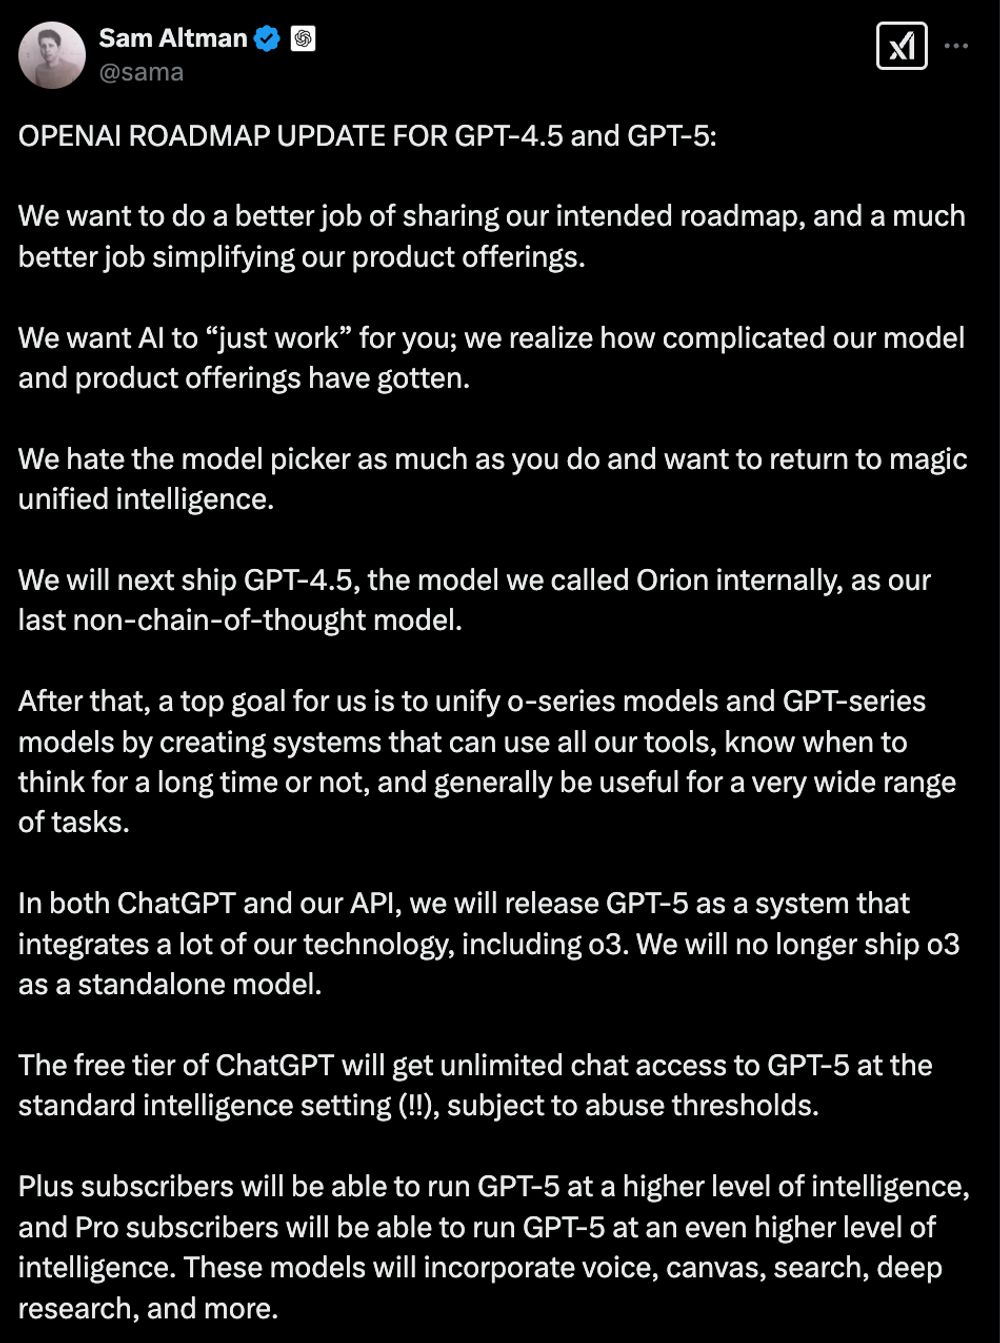 Sam Altman
@sama
OPENAI ROADMAP UPDATE FOR GPT-4.5 and GPT-5:
We want to do a better job of sharing our intended roadmap, and a much
better job simplifying our product offerings.
We want AI to “just work” for you; we realize how complicated our model
and product offerings have gotten.
We hate the model picker as much as you do and want to return to magic
unified intelligence.
We will next ship GPT-4.5, the model we called Orion internally, as our
last non-chain-of-thought model.
After that, a top goal for us is to unify o-series models and GPT-series
models by creating systems that can use all our tools, know when to
think for a long time or not, and generally be useful for a very wide range
of tasks.
In both ChatGPT and our API, we will release GPT-5 as a system that
integrates a lot of our technology, including o3. We will no longer ship o3
as a standalone model.
The free tier of ChatGPT will get unlimited chat access to GPT-5 at the
standard intelligence setting (!!), subject to abuse thresholds.
Plus subscribers will be able to run GPT-5 at a higher level of intelligence,
and Pro subscribers will be able to run GPT-5 at an even higher level of
intelligence. These models will incorporate voice, canvas, search, deep
research, and more.